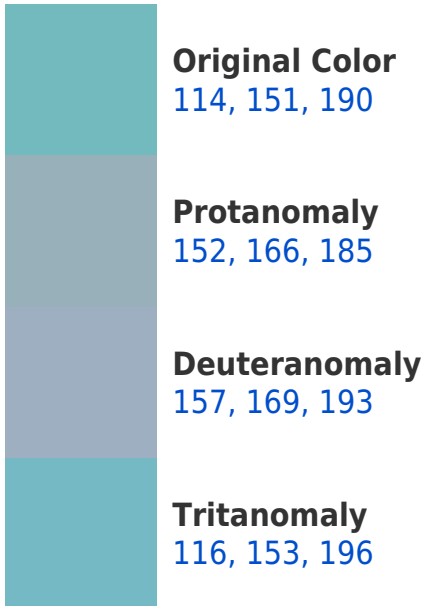 Original Color
114, 151, 190
Protanomaly
152, 166, 185
Deuteranomaly
157, 169, 193
Tritanomaly
116, 153, 196